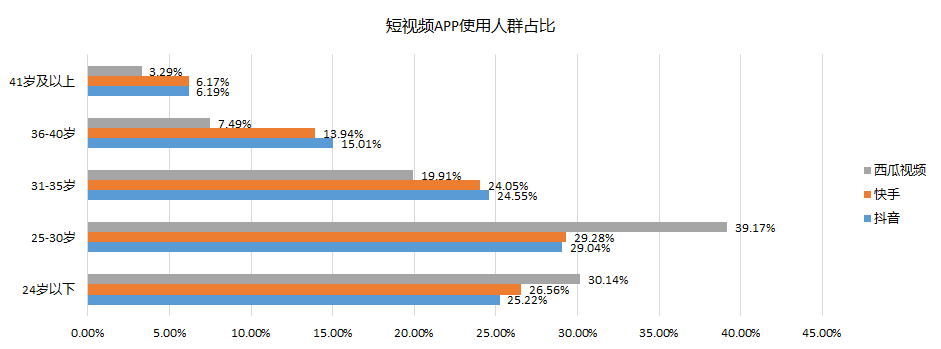 短视频APP使用人群占比
41岁及以上
3.29%
6.17%
6.19%
36-40岁
7.49%
13.94%
15.01%
31-35岁
19.91%
24.05%
24.55%
25-30岁
39.17%
29.28%
29.04%
24岁以下
30.14%
26.56%
25.22%
0.00% 5.00% 10.00% 15.00% 20.00% 25.00% 30.00% 35.00% 40.00% 45.00%
西瓜视频
快手
抖音